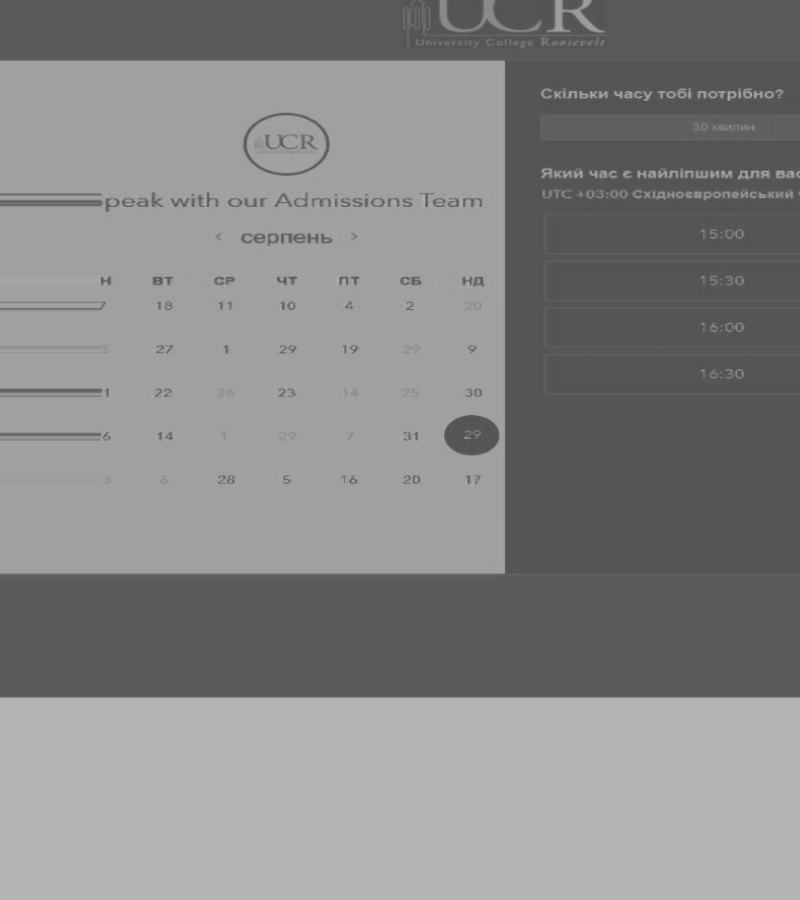 UCR
University College Roosevelt
UCR
peak with our Admissions Team
< серпень >
Н ВТ СР ЧТ ПТ СБ НД
7 18 11 10 4 2 20
5 27 1 29 19 29 9
1 22 26 23 14 25 30
6 14 1 29 7 31 29
3 6 28 5 16 20 17
Скільки часу тобі потрібно?
30 хвилин
Який час є найліпшим для вас
UTC +03:00 Східноєвропейський
15:00
15:30
16:00
16:30